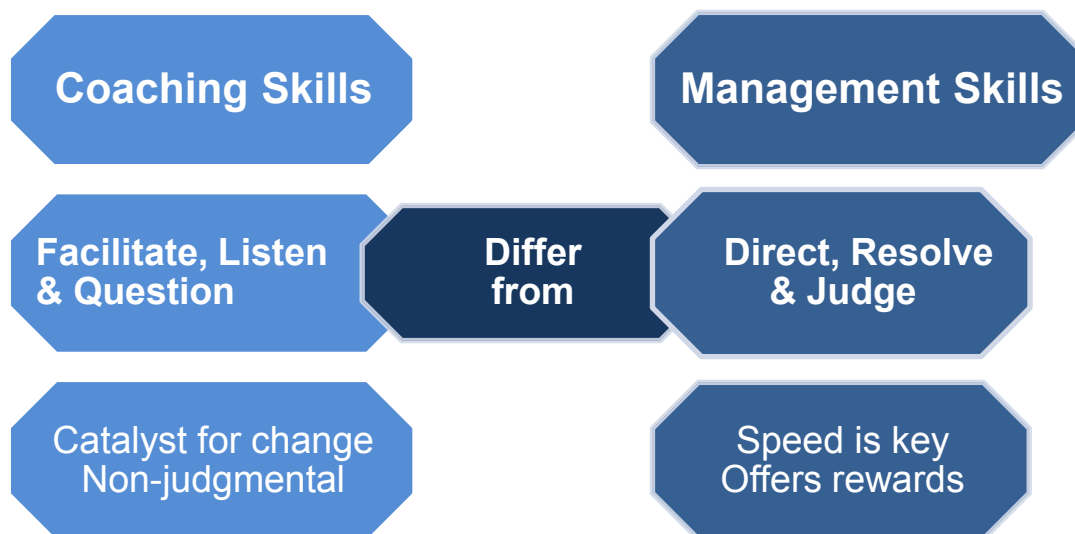 Coaching Skills
Management Skills
Facilitate, Listen
& Question
Differ
from
Direct, Resolve
& Judge
Catalyst for change
Non-judgmental
Speed is key
Offers rewards